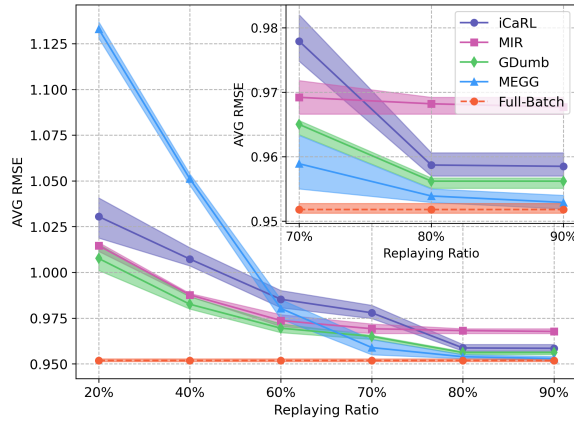 iCaRL
MIR
GDumb
MEGG
Full-Batch
0.98
0.97
0.96
0.95
AVG RMSE
70%
80%
90%
Replaying Ratio
1.125
1.100
1.075
1.050
1.025
1.000
0.975
0.950
AVG RMSE
20%
40%
60%
70%
80%
90%
Replaying Ratio